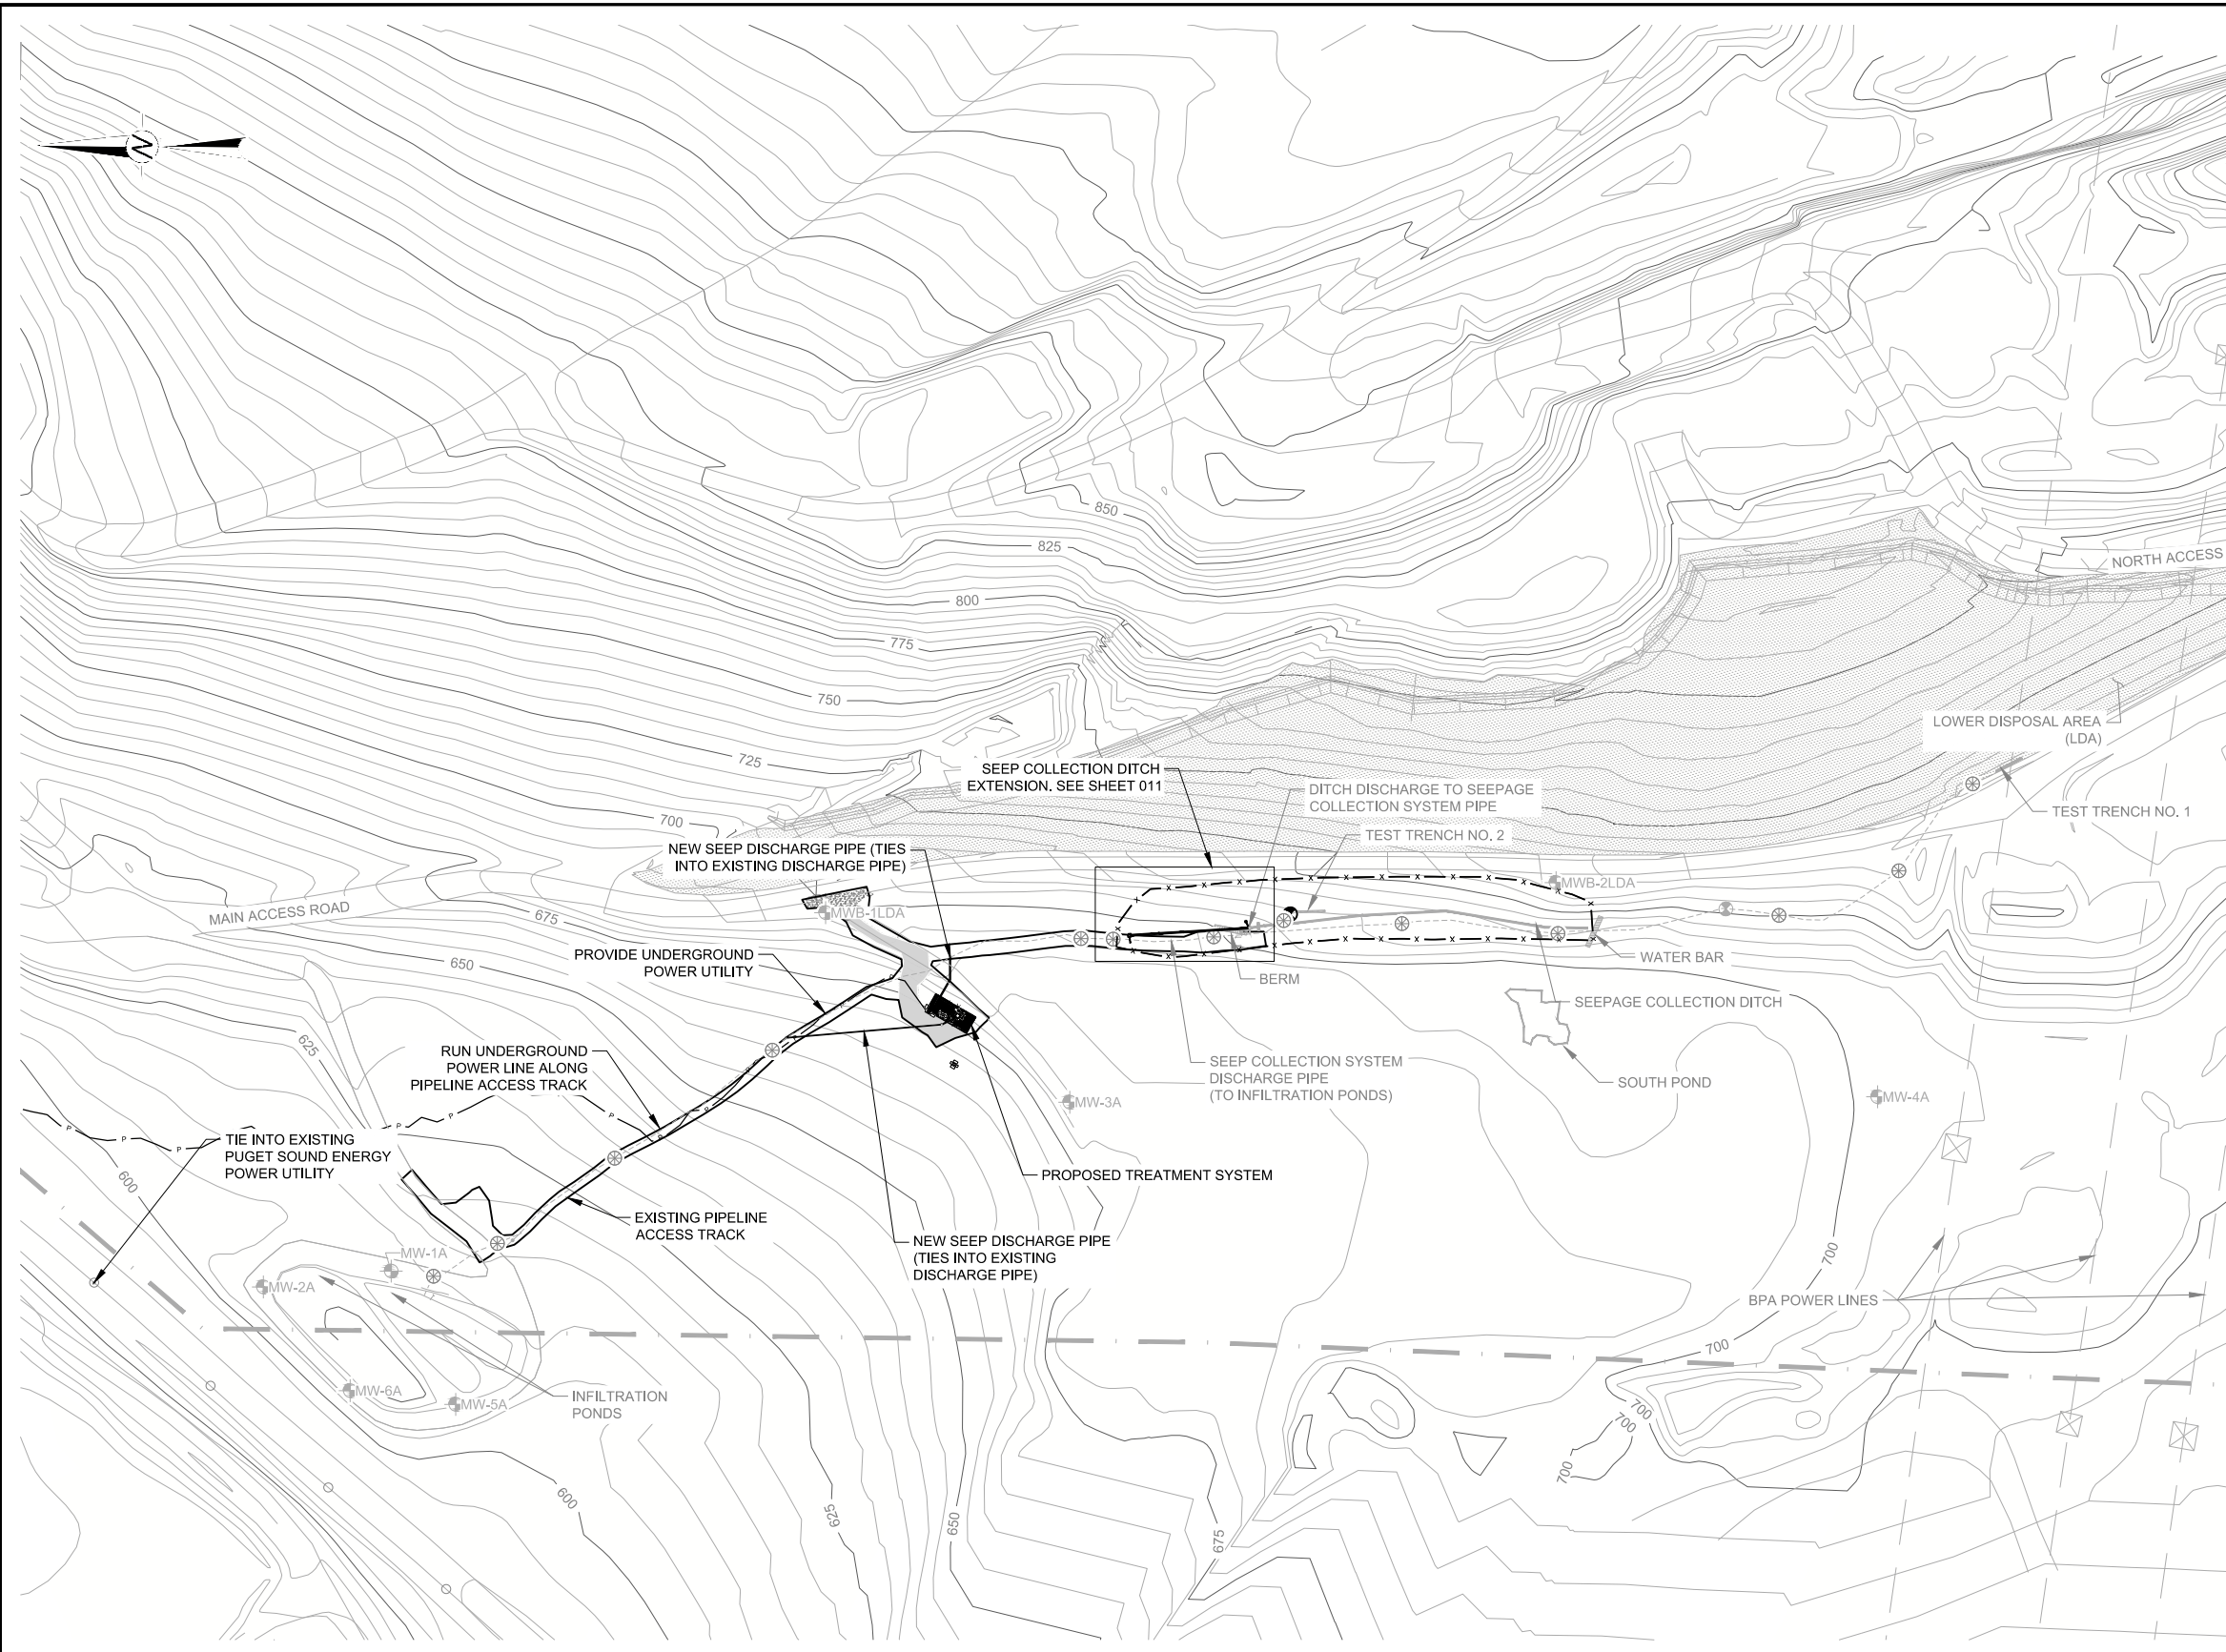 N
850
825
NORTH ACCESS
800
775
750
LOWER DISPOSAL AREA
(LDA)
725
SEEP COLLECTION DITCH
EXTENSION. SEE SHEET 011
DITCH DISCHARGE TO SEEPAGE
COLLECTION SYSTEM PIPE
TEST TRENCH NO. 1
700
TEST TRENCH NO. 2
NEW SEEP DISCHARGE PIPE (TIES
INTO EXISTING DISCHARGE PIPE)
MWB-2LDA
MAIN ACCESS ROAD
675
MWB-1LDA
PROVIDE UNDERGROUND
POWER UTILITY
650
WATER BAR
BERM
SEEPAGE COLLECTION DITCH
625
RUN UNDERGROUND
POWER LINE ALONG
PIPELINE ACCESS TRACK
SEEP COLLECTION SYSTEM
DISCHARGE PIPE
(TO INFILTRATION PONDS)
SOUTH POND
MW-3A
MW-4A
TIE INTO EXISTING
PUGET SOUND ENERGY
POWER UTILITY
600
PROPOSED TREATMENT SYSTEM
EXISTING PIPELINE
ACCESS TRACK
NEW SEEP DISCHARGE PIPE
(TIES INTO EXISTING
DISCHARGE PIPE)
MW-1A
MW-2A
700
BPA POWER LINES
700
MW-6A
MW-5A
INFILTRATION
PONDS
700
700
700
600
625
650
675